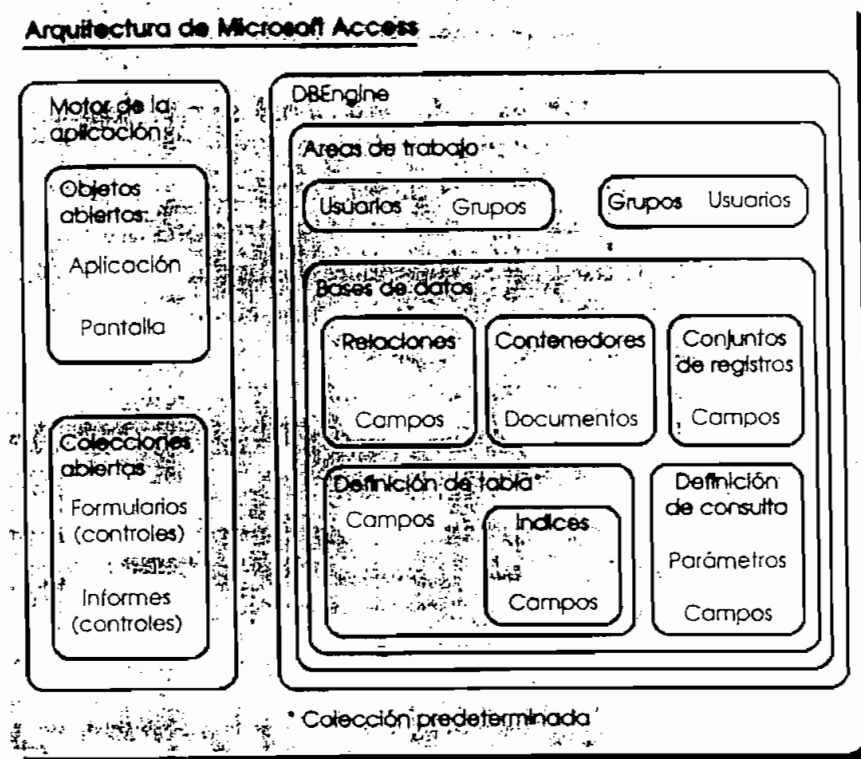 Arquitectura de Microsoft Access
Motor de la
aplicación
Objetos
abiertos:
Aplicación
Pantalla
Colecciones
abiertas
Formularios
(controles)
Informes
(controles)
DBEngine
Areas de trabajo
Usuarios Grupos
Grupos Usuarios
Bases de datos
Relaciones
Campos
Contenedores
Documentos
Conjuntos
de registros
Campos
Definición de tabla*
Campos
Indices
Campos
Definición
de consulta
Parámetros
Campos
* Colección predeterminada